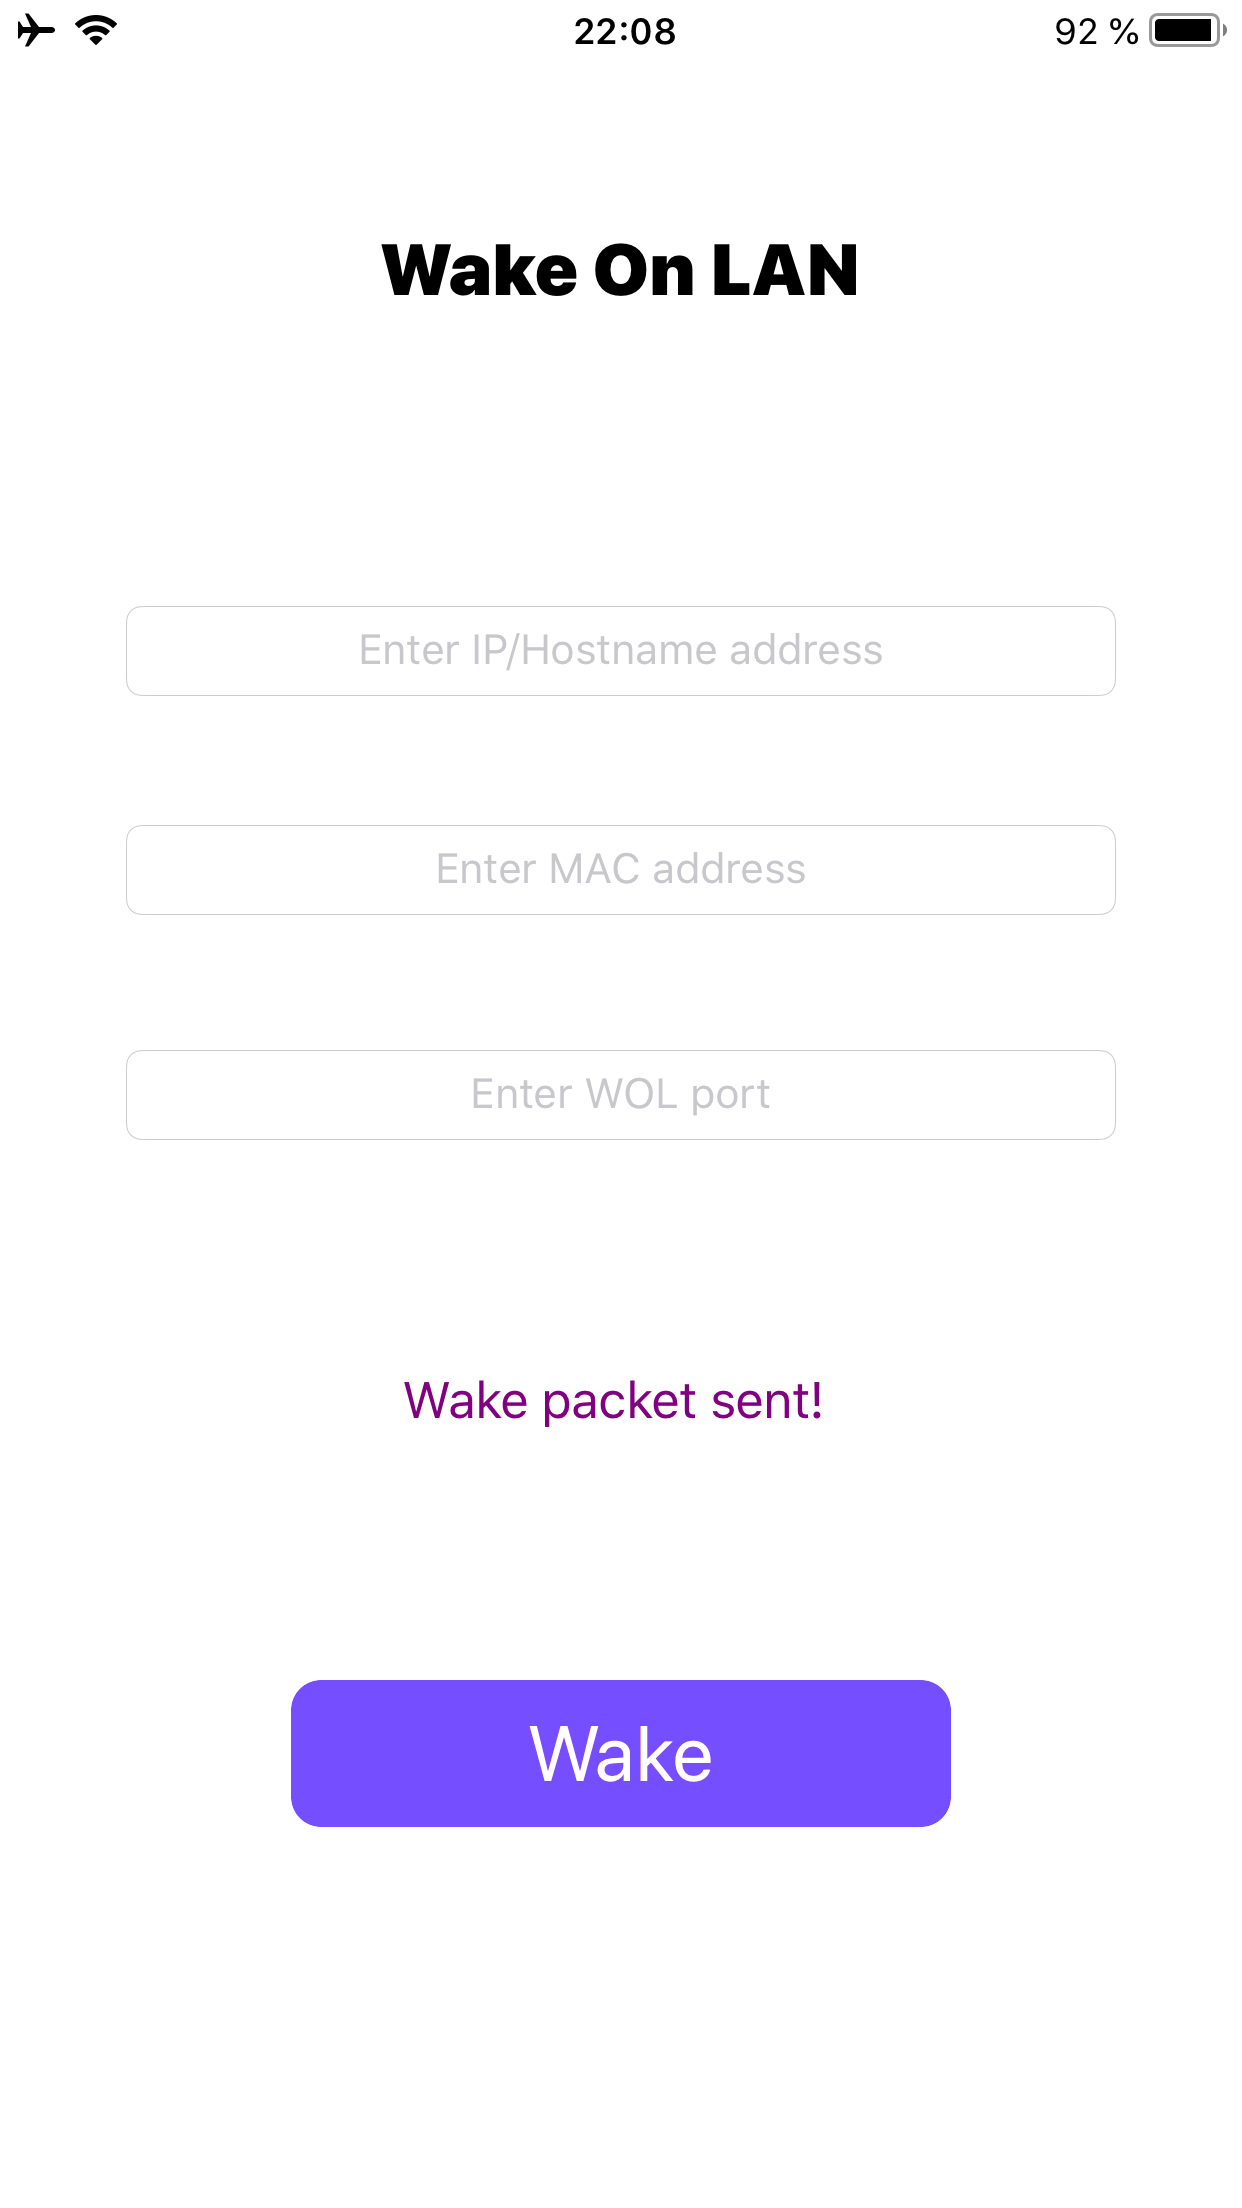 22:08
92 %
Wake On LAN
Enter IP/Hostname address
Enter MAC address
Enter WOL port
Wake packet sent!
Wake